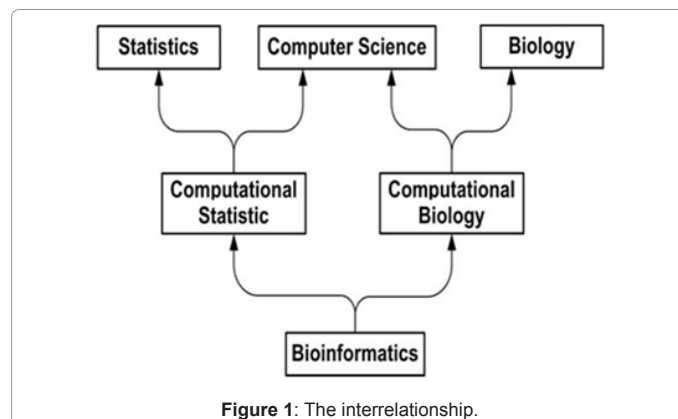 Statistics
Computer Science
Biology
Computational
Statistic
Computational
Biology
Bioinformatics
Figure 1: The interrelationship.